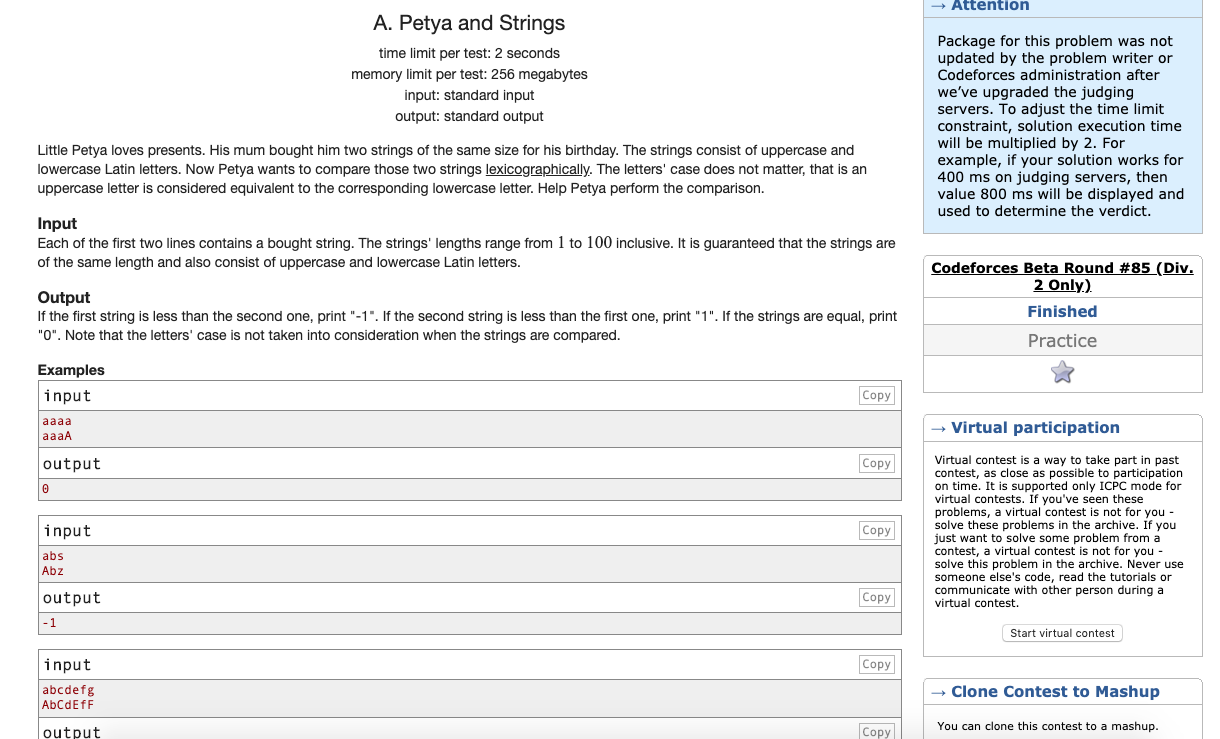 A. Petya and Strings
time limit per test: 2 seconds
memory limit per test: 256 megabytes
input: standard input
output: standard output
Little Petya loves presents. His mum bought him two strings of the same size for his birthday. The strings consist of uppercase and
lowercase Latin letters. Now Petya wants to compare those two strings lexicographically. The letters' case does not matter, that is an
uppercase letter is considered equivalent to the corresponding lowercase letter. Help Petya perform the comparison.
Input
Each of the first two lines contains a bought string. The strings' lengths range from 1 to 100 inclusive. It is guaranteed that the strings are
of the same length and also consist of uppercase and lowercase Latin letters.
Output
If the first string is less than the second one, print "-1". If the second string is less than the first one, print "1". If the strings are equal, print
"0". Note that the letters' case is not taken into consideration when the strings are compared.
Examples
input Copy
aaaa
aaaA
output Copy
0
input Copy
abs
Abz
output Copy
-1
input Copy
abcdefg
AbCdEfF
output Copy
→ Attention
Package for this problem was not
updated by the problem writer or
Codeforces administration after
we've upgraded the judging
servers. To adjust the time limit
constraint, solution execution time
will be multiplied by 2. For
example, if your solution works for
400 ms on judging servers, then
value 800 ms will be displayed and
used to determine the verdict.
Codeforces Beta Round #85 (Div.
2 Only)
Finished
Practice
→ Virtual participation
Virtual contest is a way to take part in past
contest, as close as possible to participation
on time. It is supported only ICPC mode for
virtual contests. If you've seen these
problems, a virtual contest is not for you -
solve these problems in the archive. If you
just want to solve some problem from a
contest, a virtual contest is not for you -
solve this problem in the archive. Never use
someone else's code, read the tutorials or
communicate with other person during a
virtual contest.
Start virtual contest
→ Clone Contest to Mashup
You can clone this contest to a mashup.